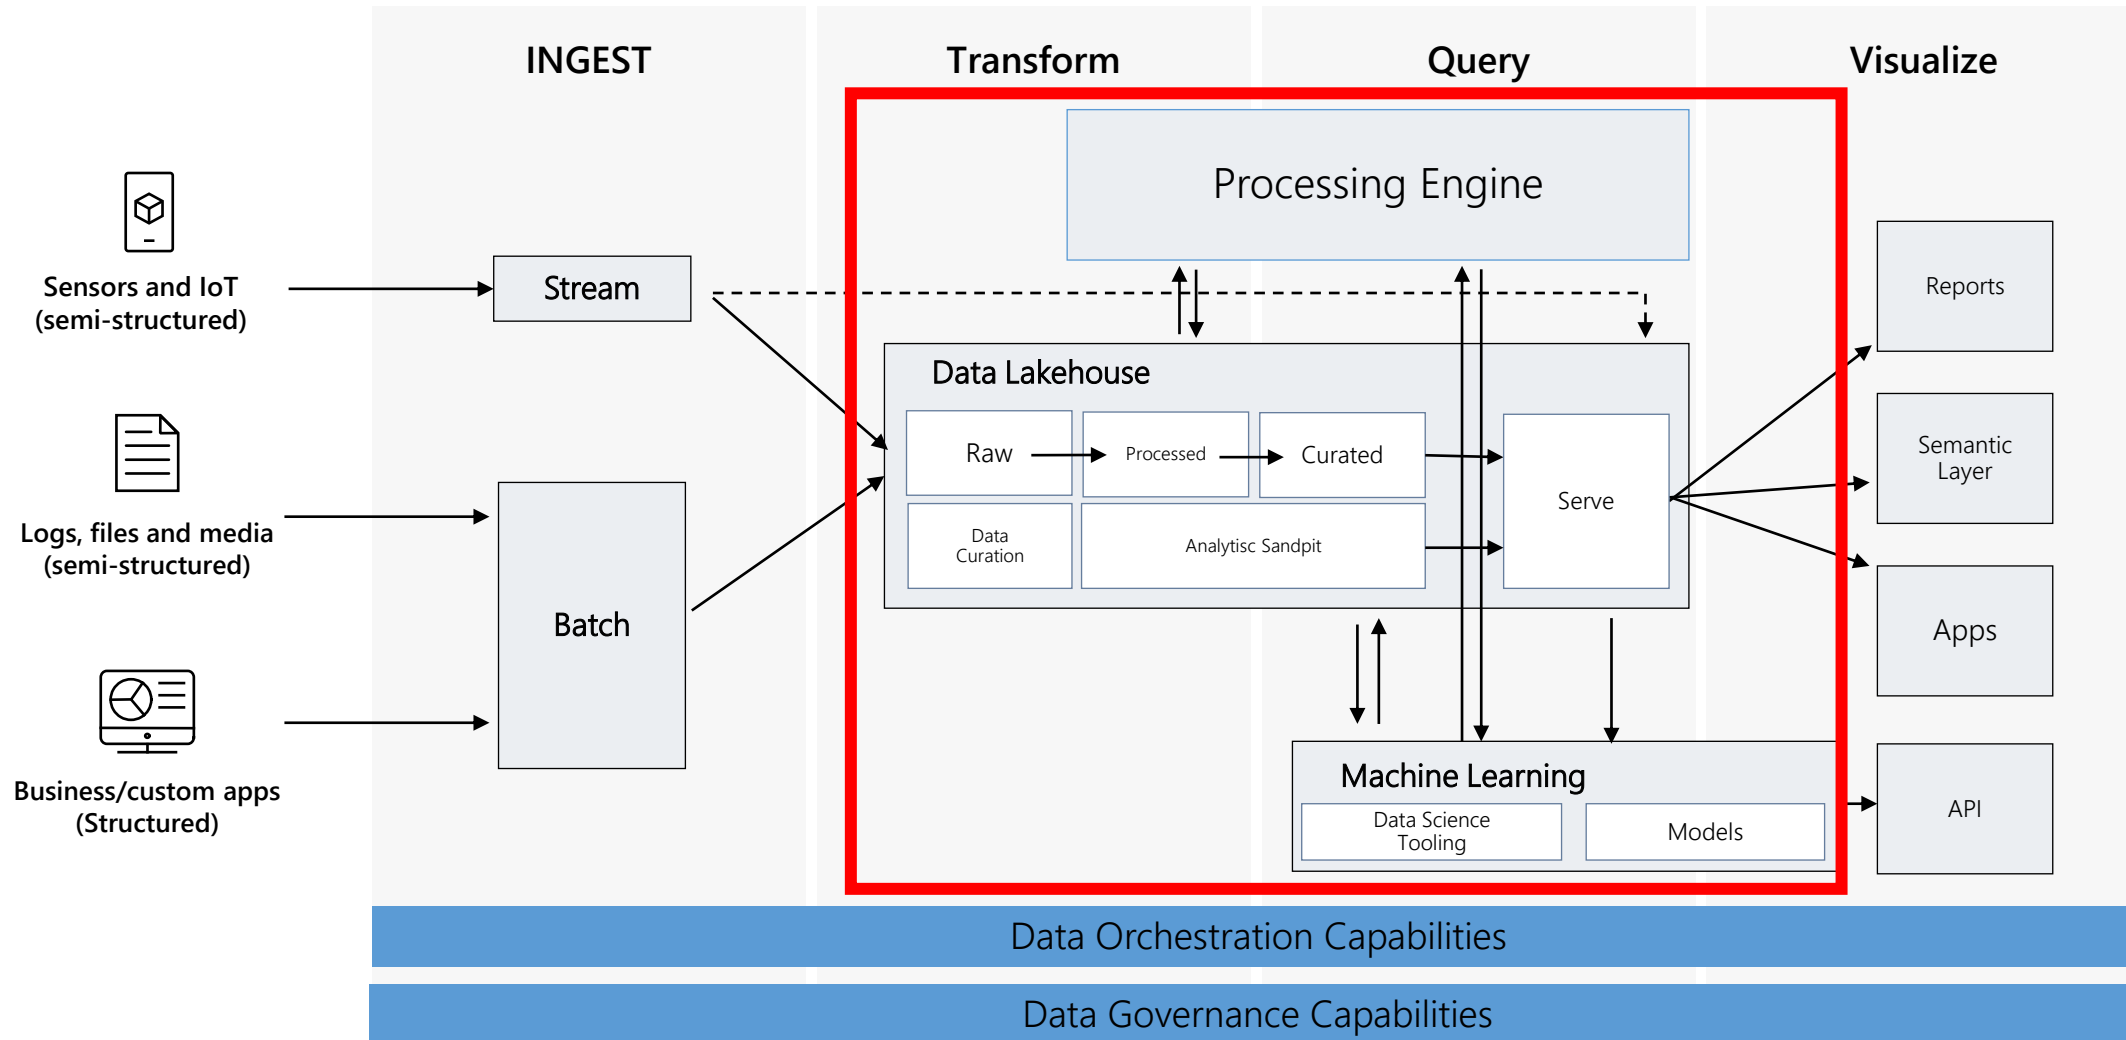 INGEST
Transform
Query
Visualize
Processing Engine
Sensors and IoT
(semi-structured)
Stream
Reports
Data Lakehouse
Raw
Processed
Curated
Serve
Semantic
Layer
Logs, files and media
(semi-structured)
Data
Curation
Analytisc Sandpit
Batch
Apps
Business/custom apps
(Structured)
Machine Learning
Data Science
Tooling
Models
API
Data Orchestration Capabilities
Data Governance Capabilities